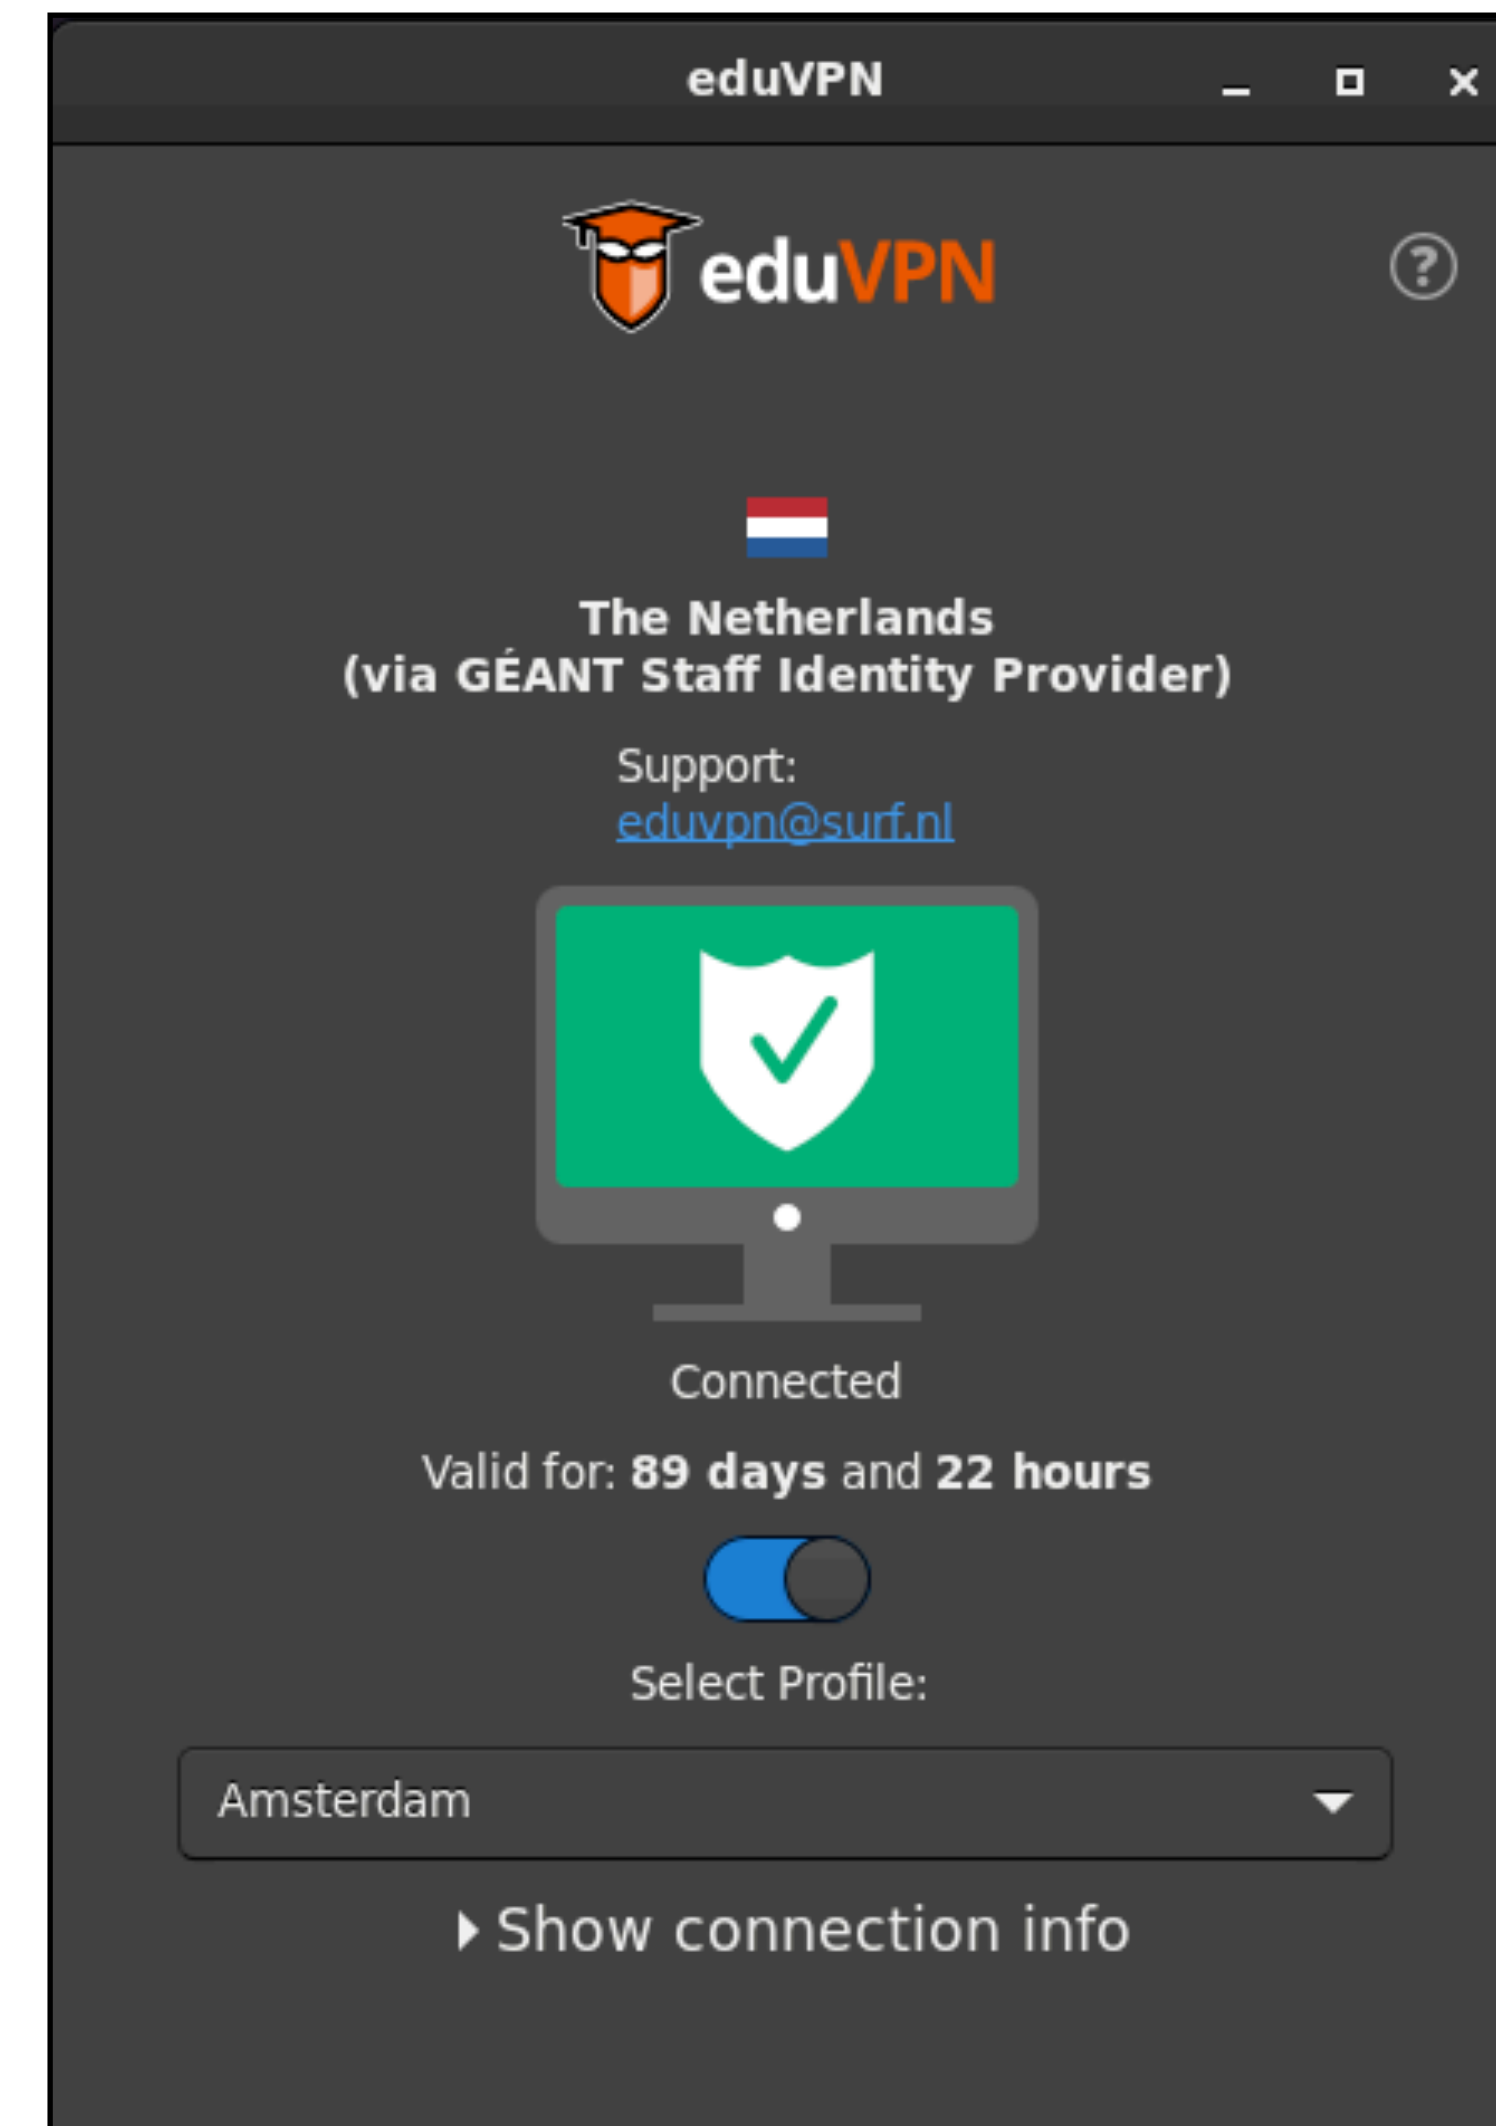 eduVPN
eduVPN
The Netherlands
(via GÉANT Staff Identity Provider)
Support:
eduvpn@surf.nl
Connected
Valid for: 89 days and 22 hours
Select Profile:
Amsterdam
Show connection info